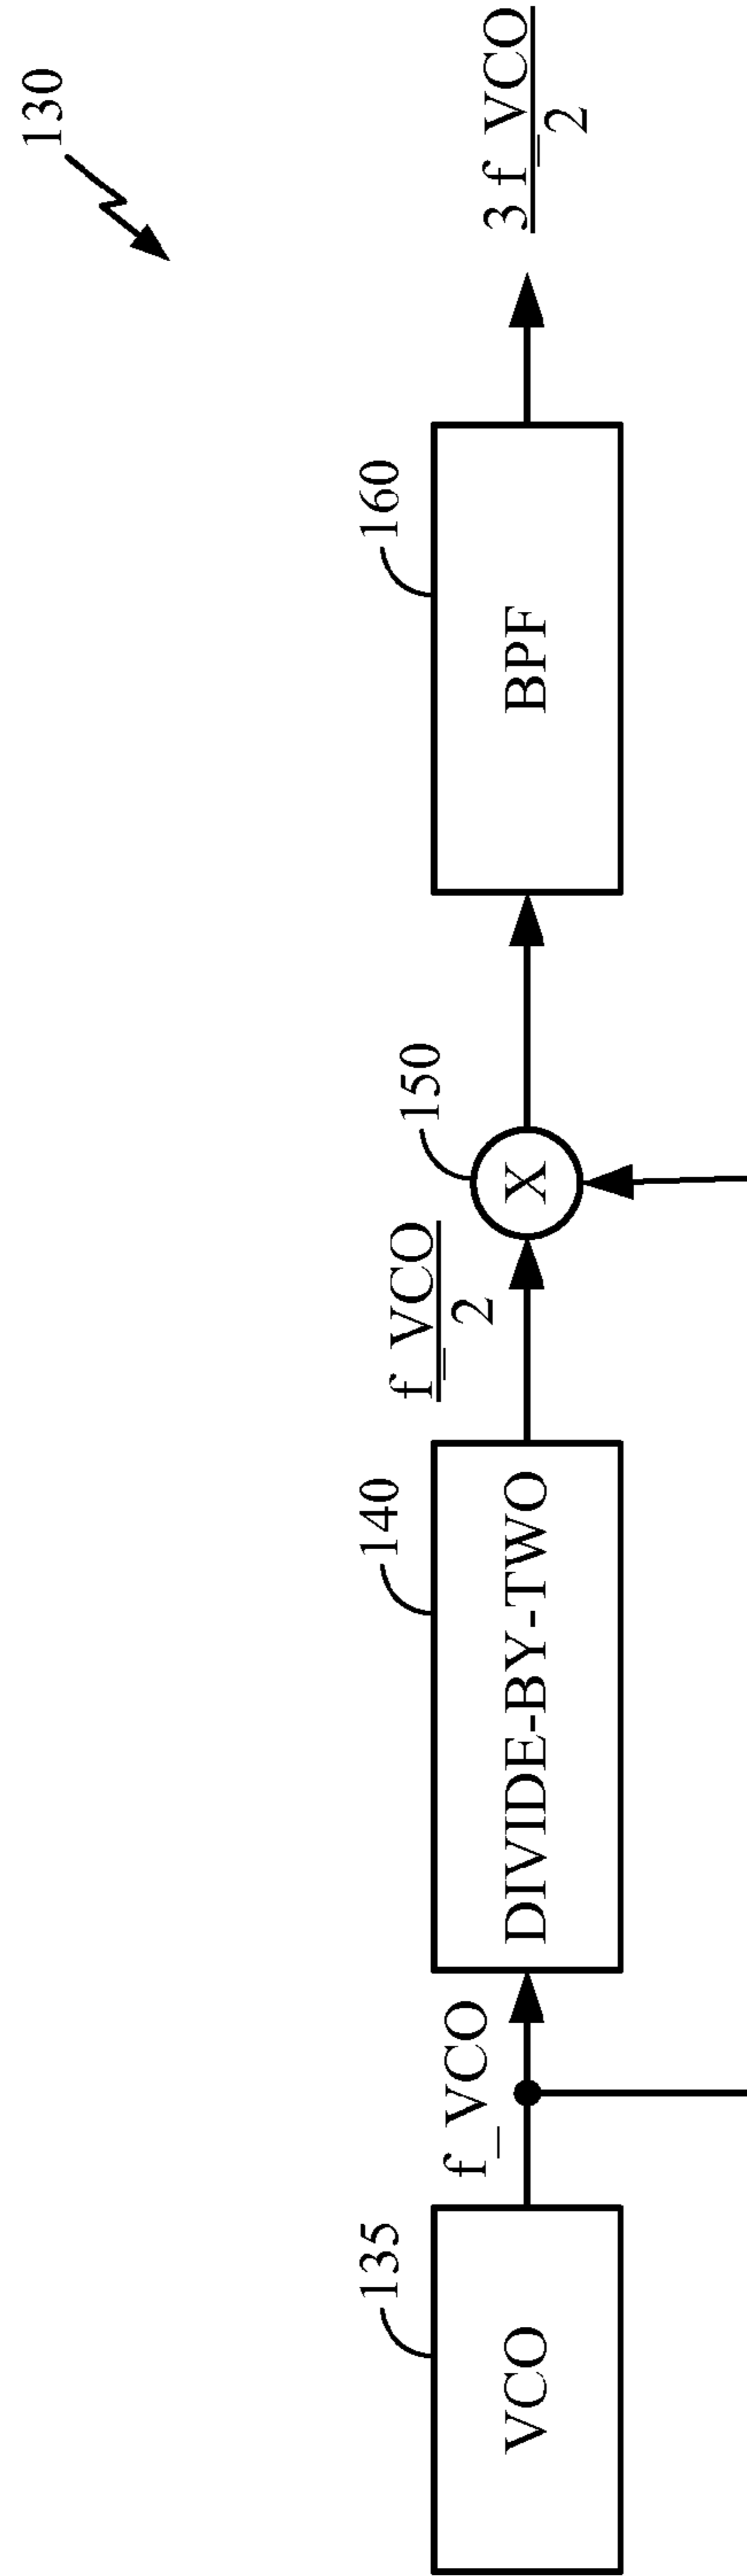 130
135
VCO
f_VCO
140
DIVIDE-BY-TWO
f_VCO
2
150
X
160
BPF
3 f_VCO
2